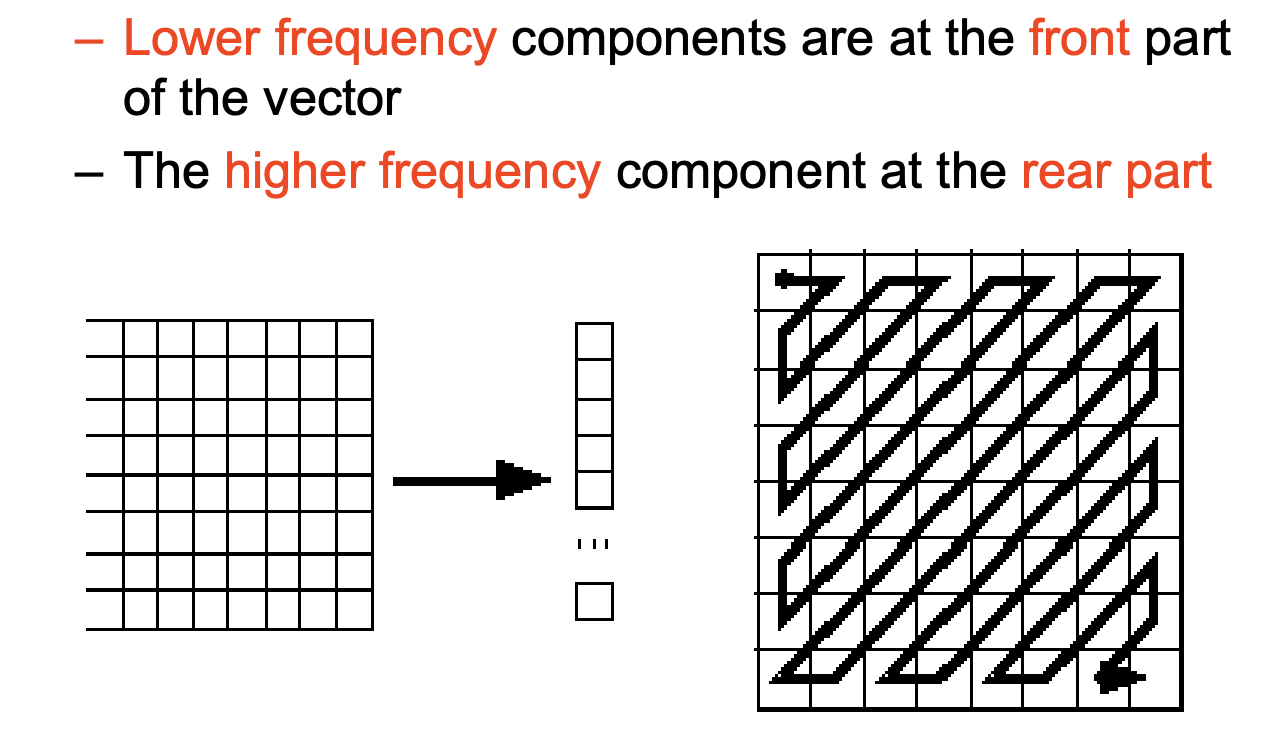 – Lower frequency components are at the front part
of the vector
– The higher frequency component at the rear part